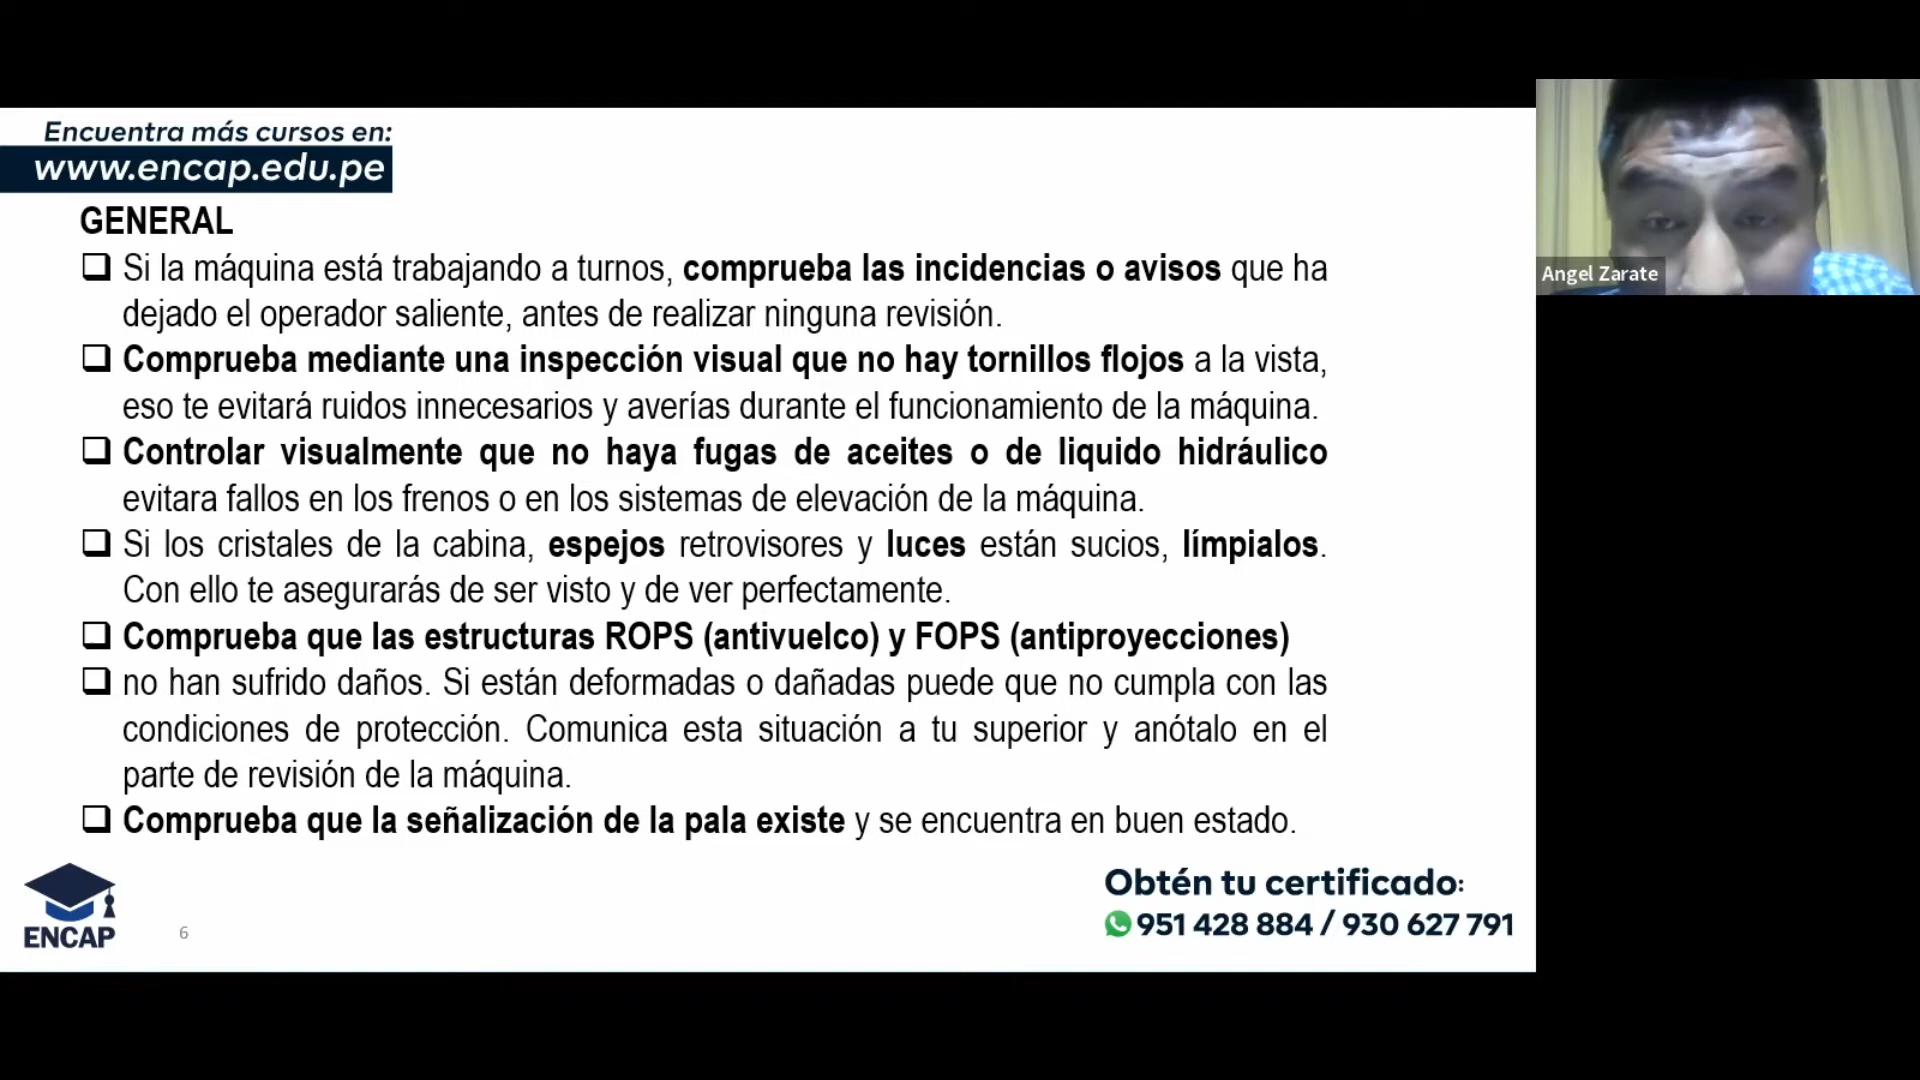 Encuentra más cursos en:
www.encap.edu.pe
GENERAL
Si la máquina está trabajando a turnos, comprueba las incidencias o avisos que ha
dejado el operador saliente, antes de realizar ninguna revisión.
Comprueba mediante una inspección visual que no hay tornillos flojos a la vista,
eso te evitará ruidos innecesarios y averías durante el funcionamiento de la máquina.
Controlar visualmente que no haya fugas de aceites o de liquido hidráulico
evitara fallos en los frenos o en los sistemas de elevación de la máquina.
Si los cristales de la cabina, espejos retrovisores y luces están sucios, límpialos.
Con ello te asegurarás de ser visto y de ver perfectamente.
Comprueba que las estructuras ROPS (antivuelco) y FOPS (antiproyecciones)
no han sufrido daños. Si están deformadas o dañadas puede que no cumpla con las
condiciones de protección. Comunica esta situación a tu superior y anótalo en el
parte de revisión de la máquina.
Comprueba que la señalización de la pala existe y se encuentra en buen estado.
ENCAP
6
Obtén tu certificado:
951 428 884 / 930 627 791
Angel Zarate